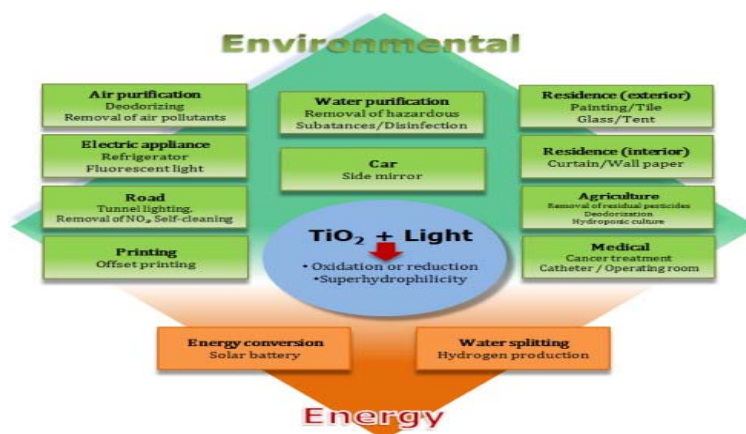 Environmental
Air purification
Deodorizing
Removal of air pollutants
Water purification
Removal of hazardous
Subatances/Disinfection
Residence (exterior)
Painting/Tile
Glass/Tent
Electric appliance
Refrigerator
Fluorescent light
Car
Side mirror
Residence (interior)
Curtain/Wall paper
Road
Tunnel lighting,
Removal of NOₓ Self-cleaning
Agriculture
Removal of residual pesticides
Deodorization
Hydroponic culture
Printing
Offset printing
TiO₂ + Light
• Oxidation or reduction
•Superhydrophilicity
Medical
Cancer treatment
Catheter / Operating room
Energy conversion
Solar battery
Water splitting
Hydrogen production
Energy